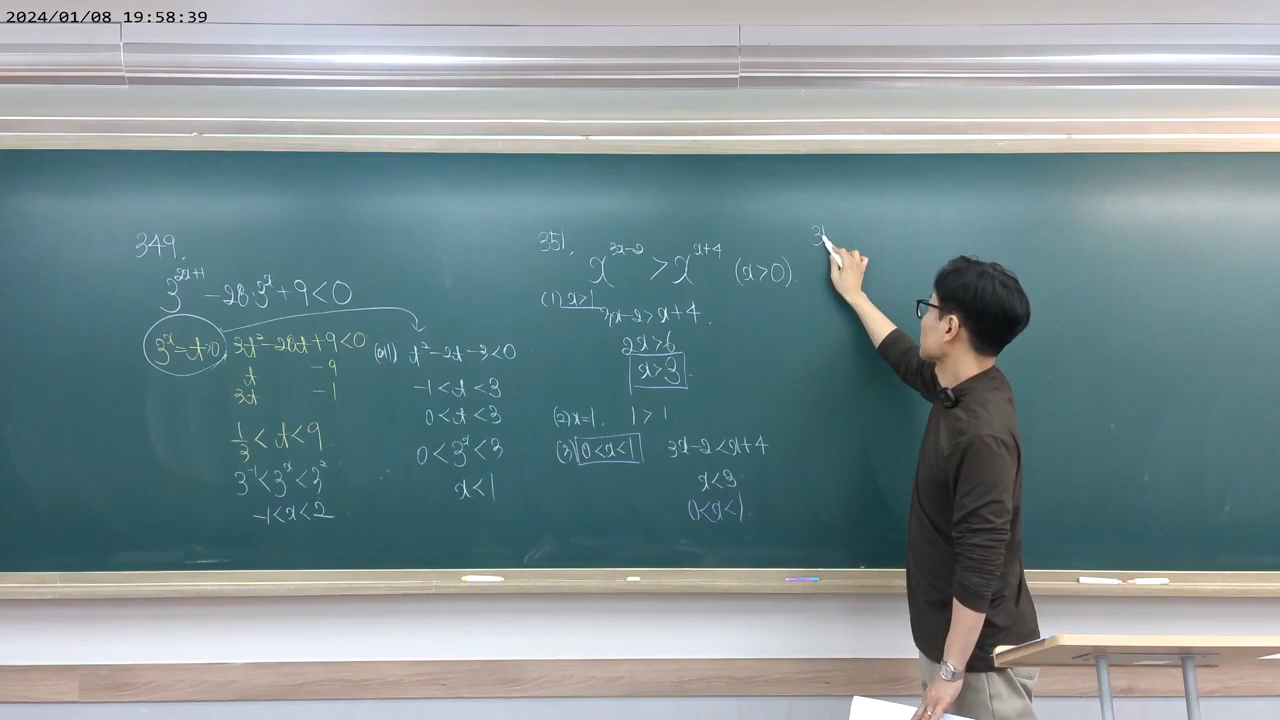 2024/01/08 19:58:39
349.
3^{2x+1} - 28·3^x + 9 < 0
3^x = t > 0, 3t² - 28t + 9 < 0
t - 9
3t - 1
1/3 < t < 9
3^{-1} < 3^x < 3²
-1 < x < 2
t² - 2t - 3 < 0
-1 < t < 3
0 < t < 3
0 < 3^x < 3
x < 1
351.
x^{3x-2} > x^{x+4} (x>0).
(1) x>1
3x-2 > x+4.
2x > 6
x > 3
(2) x=1. 1 > 1
(3) 0<x<1 3x-2 < x+4
x < 3
0<x<1.